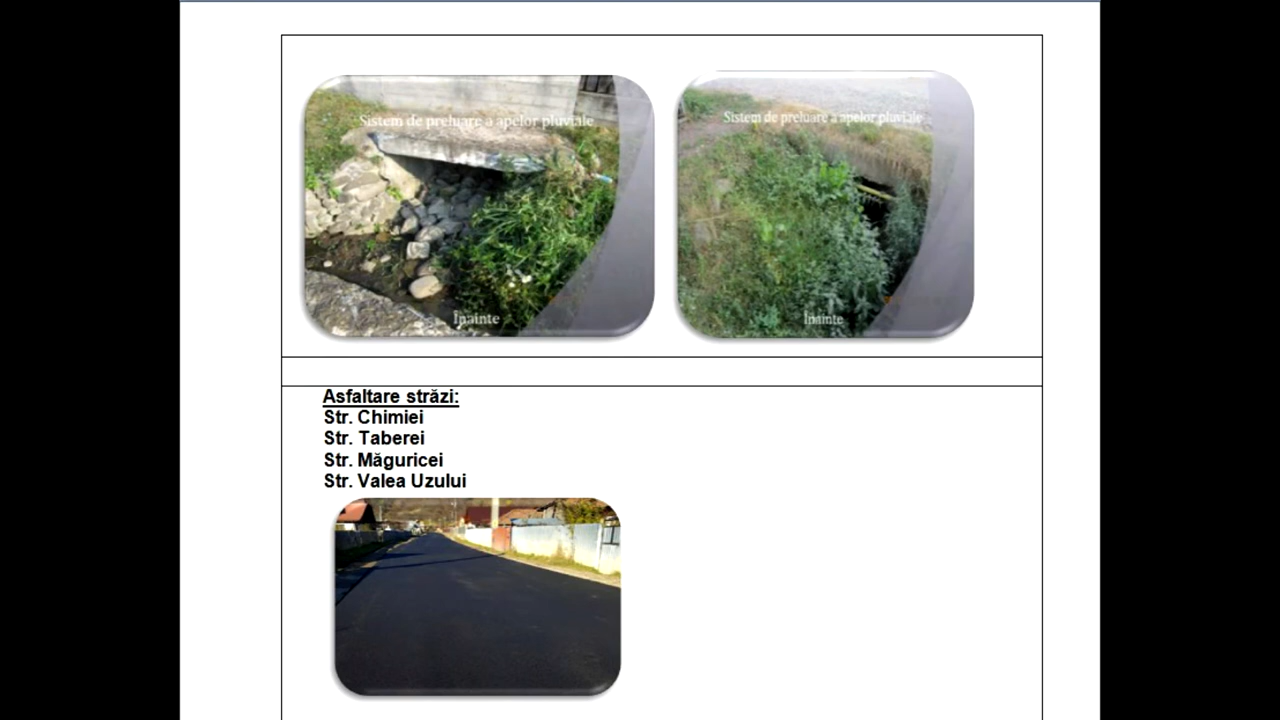 Sistem de preluare a apelor pluviale
Înainte
Sistem de preluare a apelor pluviale
Înainte
Asfaltare străzi:
Str. Chimiei
Str. Taberei
Str. Măguricei
Str. Valea Uzului